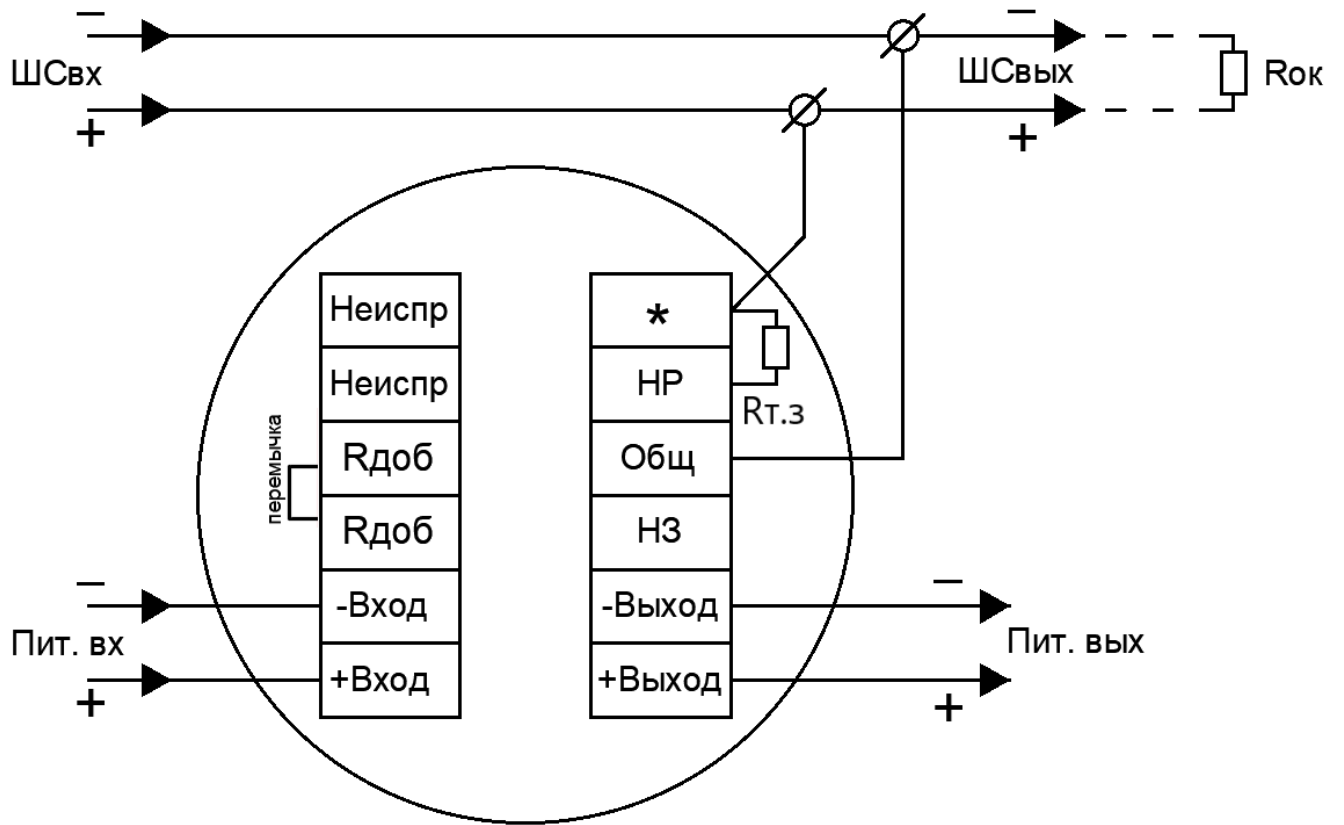 − −
ШСвх ШСвых Rок
+ +
Неиспр *
Неиспр НР
Rт.з
перемычка
Rдоб Общ
Rдоб НЗ
− −
-Вход -Выход
Пит. вх Пит. вых
+Вход +Выход
+ +